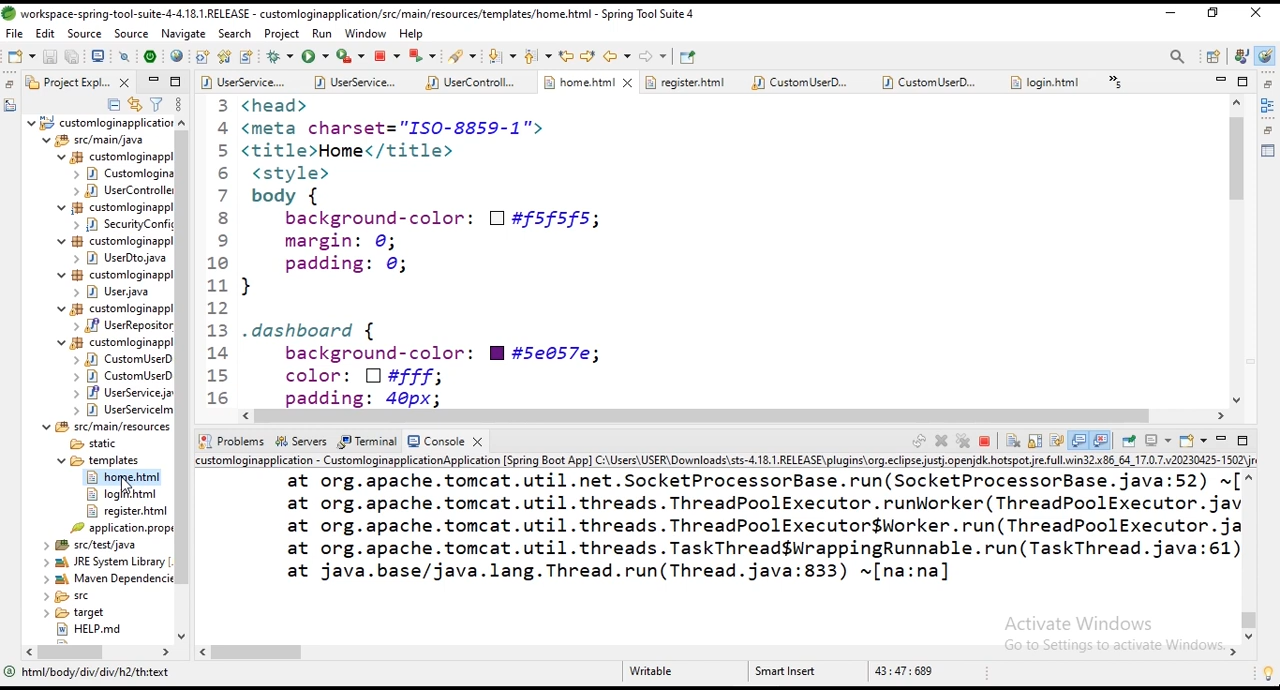 workspace-spring-tool-suite-4-4.18.1.RELEASE - customloginapplication/src/main/resources/templates/home.html - Spring Tool Suite 4
File Edit Source Source Navigate Search Project Run Window Help
Project Expl...
UserService.... UserService... UserControll... home.html register.html CustomUserD... CustomUserD... login.html »5
customloginapplication
src/main/java
customloginappl
Customlogina
UserController
customloginappl
SecurityConfig
customloginappl
UserDto.java
customloginappl
User.java
customloginappl
UserRepositor
customloginappl
CustomUserD
CustomUserD
UserService.jav
UserServiceIm
src/main/resources
static
templates
home.html
login.html
register.html
application.prope
src/test/java
JRE System Library [
Maven Dependencie
src
target
HELP.md
3 <head>
4 <meta charset="ISO-8859-1">
5 <title>Home</title>
6 <style>
7 body {
8 background-color: #f5f5f5;
9 margin: 0;
10 padding: 0;
11 }
12
13 .dashboard {
14 background-color: #5e057e;
15 color: #fff;
16 padding: 40px;
Problems Servers Terminal Console
customloginapplication - CustomloginapplicationApplication [Spring Boot App] C:\Users\USER\Downloads\sts-4.18.1.RELEASE\plugins\org.eclipse.justj.openjdk.hotspot.jre.full.win32.x86_64_17.0.7.v20230425-1502\jre
at org.apache.tomcat.util.net.SocketProcessorBase.run(SocketProcessorBase.java:52) ~[
at org.apache.tomcat.util.threads.ThreadPoolExecutor.runWorker(ThreadPoolExecutor.jav
at org.apache.tomcat.util.threads.ThreadPoolExecutor$Worker.run(ThreadPoolExecutor.ja
at org.apache.tomcat.util.threads.TaskThread$WrappingRunnable.run(TaskThread.java:61)
at java.base/java.lang.Thread.run(Thread.java:833) ~[na:na]
Activate Windows
Go to Settings to activate Windows.
html/body/div/div/h2/th:text Writable Smart Insert 43 : 47 : 689